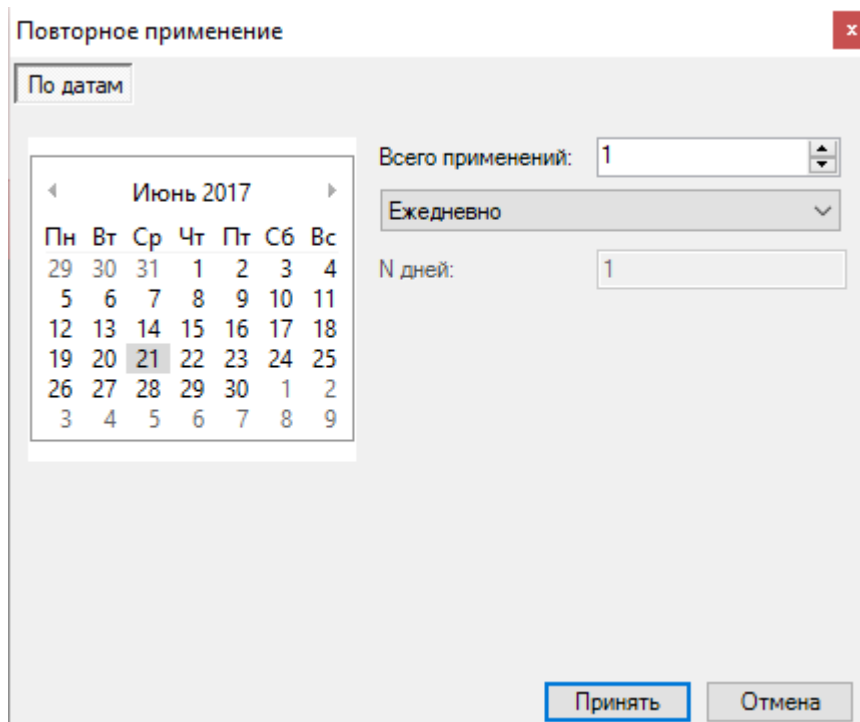 Повторное применение
x
По датам
Всего применений: 1
Ежедневно
N дней: 1
Июнь 2017
Пн Вт Ср Чт Пт Сб Вс
29 30 31 1 2 3 4
5 6 7 8 9 10 11
12 13 14 15 16 17 18
19 20 21 22 23 24 25
26 27 28 29 30 1 2
3 4 5 6 7 8 9
Принять Отмена